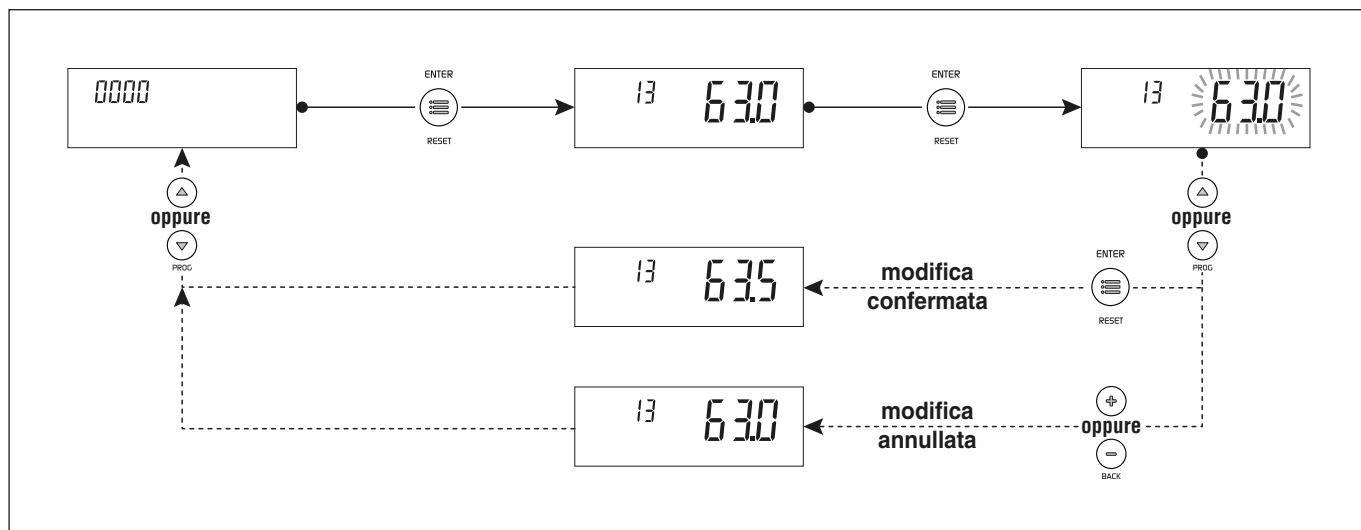 0000
ENTER
RESET
13 63.0
ENTER
RESET
13 63.0
oppure
PROG
oppure
PROG
13 63.5
modifica
confermata
ENTER
RESET
13 63.0
modifica
annullata
oppure
BACK